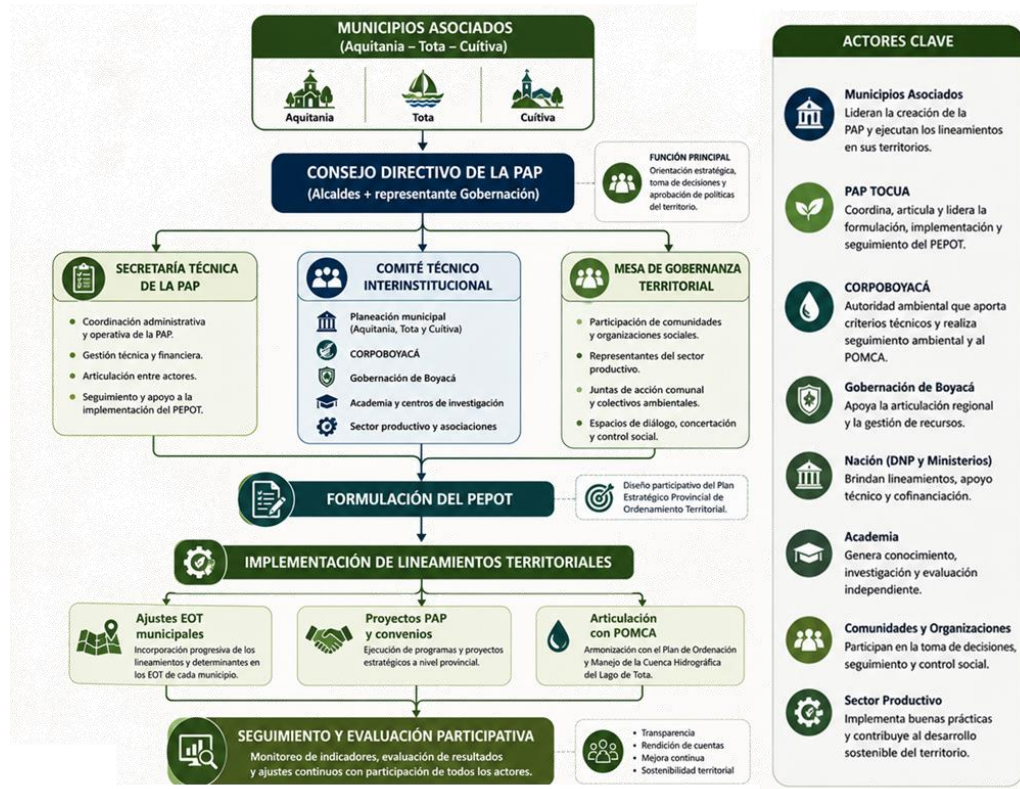 MUNICIPIOS ASOCIADOS
(Aquitania – Tota – Cuítiva)
Aquitania
Tota
Cuítiva
CONSEJO DIRECTIVO DE LA PAP
(Alcaldes + representante Gobernación)
FUNCIÓN PRINCIPAL
Orientación estratégica,
toma de decisiones y
aprobación de políticas
del territorio.
SECRETARÍA TÉCNICA
DE LA PAP
• Coordinación administrativa
y operativa de la PAP.
• Gestión técnica y financiera.
• Articulación entre actores.
• Seguimiento y apoyo a la
implementación del PEPOT.
COMITÉ TÉCNICO
INTERINSTITUCIONAL
Planeación municipal
(Aquitania, Tota y Cuítiva)
CORPOBOYACÁ
Gobernación de Boyacá
Academia y centros de investigación
Sector productivo y asociaciones
MESA DE GOBERNANZA
TERRITORIAL
• Participación de comunidades
y organizaciones sociales.
• Representantes del sector
productivo.
• Juntas de acción comunal
y colectivos ambientales.
• Espacios de diálogo, concertación
y control social.
FORMULACIÓN DEL PEPOT
Diseño participativo del Plan
Estratégico Provincial de
Ordenamiento Territorial.
IMPLEMENTACIÓN DE LINEAMIENTOS TERRITORIALES
Ajustes EOT
municipales
Incorporación progresiva de los
lineamientos y determinantes en
los EOT de cada municipio.
Proyectos PAP
y convenios
Ejecución de programas y proyectos
estratégicos a nivel provincial.
Articulación
con POMCA
Armonización con el Plan de Ordenación
y Manejo de la Cuenca Hidrográfica
del Lago de Tota.
SEGUIMIENTO Y EVALUACIÓN PARTICIPATIVA
Monitoreo de indicadores, evaluación de resultados
y ajustes continuos con participación de todos los actores.
• Transparencia
• Rendición de cuentas
• Mejora continua
• Sostenibilidad territorial
ACTORES CLAVE
Municipios Asociados
Lideran la creación de la
PAP y ejecutan los lineamientos
en sus territorios.
PAP TOCUA
Coordina, articula y lidera la
formulación, implementación y
seguimiento del PEPOT.
CORPOBOYACÁ
Autoridad ambiental que aporta
criterios técnicos y realiza
seguimiento ambiental y al
POMCA.
Gobernación de Boyacá
Apoya la articulación regional
y la gestión de recursos.
Nación (DNP y Ministerios)
Brindan lineamientos, apoyo
técnico y cofinanciación.
Academia
Genera conocimiento,
investigación y evaluación
independiente.
Comunidades y Organizaciones
Participan en la toma de decisiones,
seguimiento y control social.
Sector Productivo
Implementa buenas prácticas
y contribuye al desarrollo
sostenible del territorio.